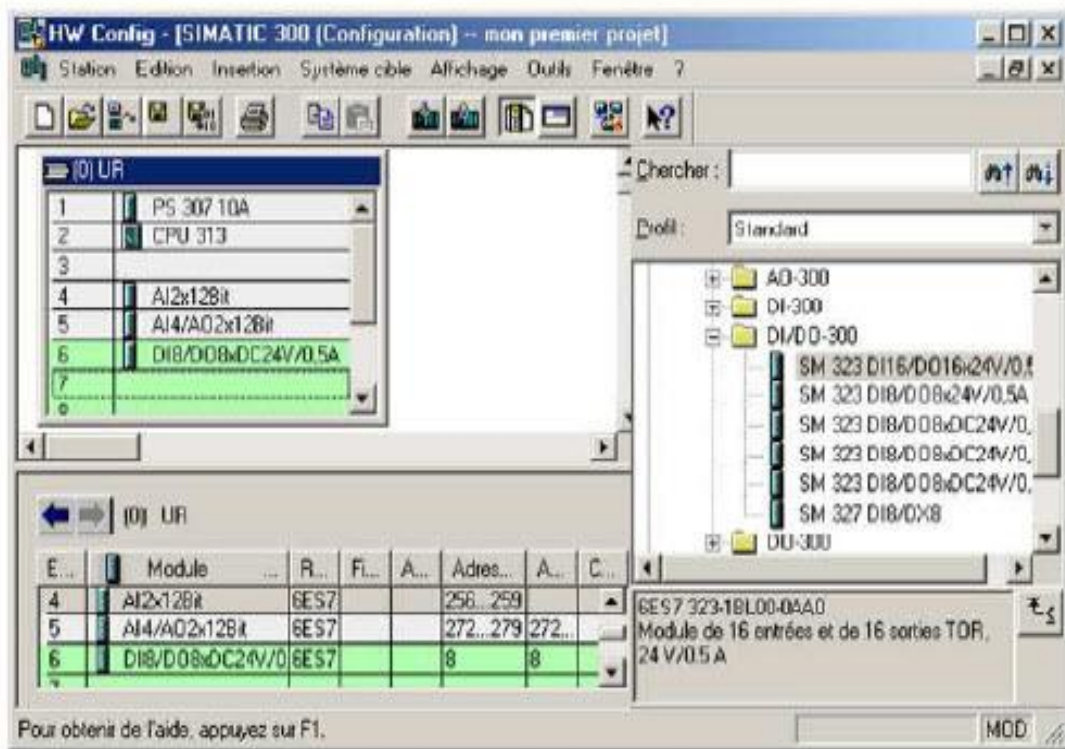 HW Config - [SIMATIC 300 (Configuration) -- mon premier projet]
Station Edition Insertion Système cible Affichage Outils Fenêtre ?
(0) UR
1 PS 307 10A
2 CPU 313
3
4 AI2x12Bit
5 AI4/AO2x12Bit
6 DI8/DO8xDC24V/0,5A
7
Chercher :
Profil : Standard
AO-300
DI-300
DI/DO-300
SM 323 DI16/DO16x24V/0,5
SM 323 DI8/DO8x24V/0,5A
SM 323 DI8/DO8xDC24V/0,
SM 323 DI8/DO8xDC24V/0,
SM 323 DI8/DO8xDC24V/0,
SM 327 DI8/DX8
DO-300
(0) UR
E... Module ... R... Fi... A... Adres... A... C...
4 AI2x12Bit 6ES7 256...259
5 AI4/AO2x12Bit 6ES7 272...279 272...
6 DI8/DO8xDC24V/0 6ES7 8 8
6ES7 323-1BL00-0AA0
Module de 16 entrées et de 16 sorties TOR,
24 V/0.5 A
Pour obtenir de l'aide, appuyez sur F1.
MOD